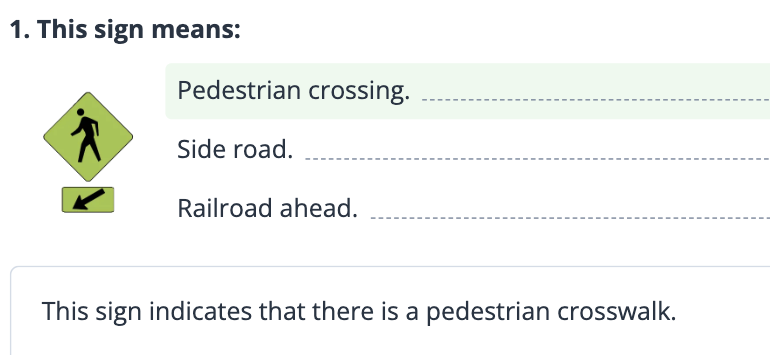 1. This sign means:
Pedestrian crossing.
Side road.
Railroad ahead.
This sign indicates that there is a pedestrian crosswalk.